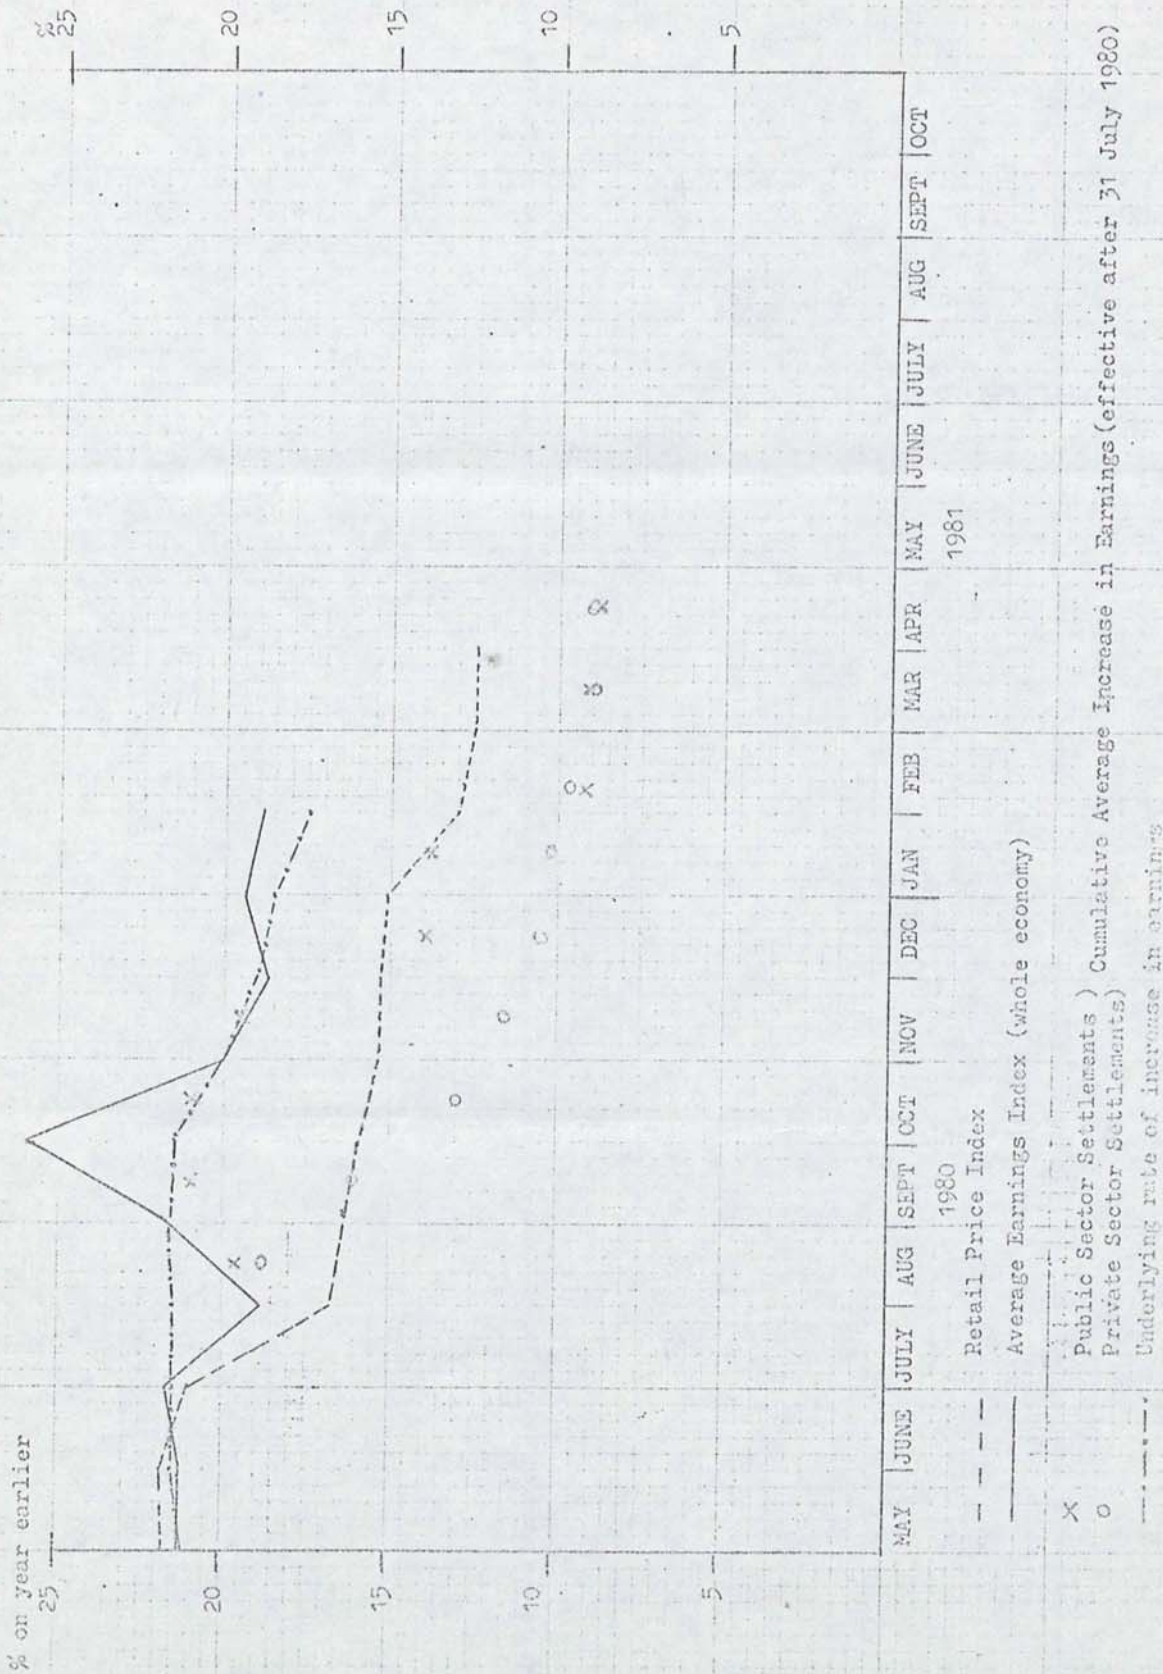 % on year earlier
25
20
15
10
5
%
25
20
15
10
5
MAY | JUNE | JULY | AUG | SEPT | OCT | NOV | DEC | JAN | FEB | MAR | APR | MAY | JUNE | JULY | AUG | SEPT | OCT
1980
1981
Retail Price Index
Average Earnings Index (whole economy)
x Public Sector Settlements )
o Private Sector Settlements)
Cumulative Average Increase in Earnings (effective after 31 July 1980)
Underlying rate of increase in earnings